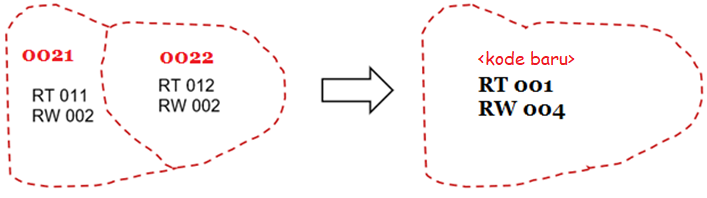 0021
RT 011
RW 002
0022
RT 012
RW 002
<kode baru>
RT 001
RW 004